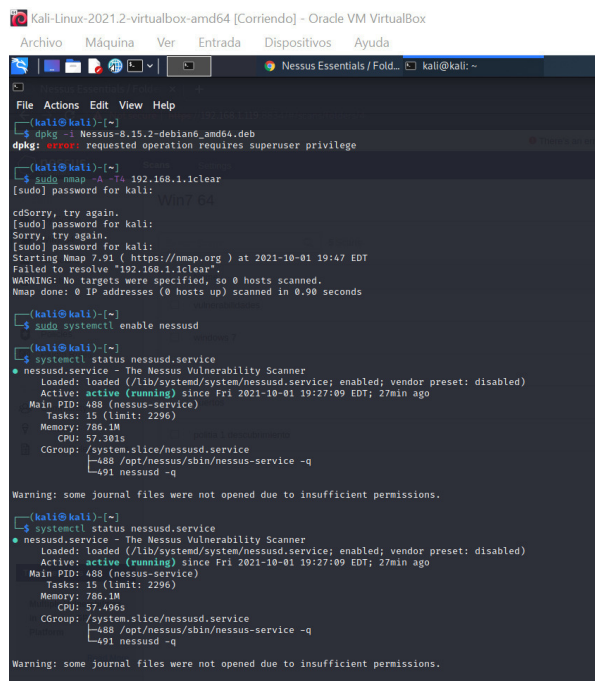 Kali-Linux-2021.2-virtualbox-amd64 [Corriendo] - Oracle VM VirtualBox
Archivo Máquina Ver Entrada Dispositivos Ayuda
Nessus Essentials / Fold... kali@kali: ~
File Actions Edit View Help
┌──(kali㉿kali)-[~]
└─$ dpkg -i Nessus-8.15.2-debian6_amd64.deb
dpkg: error: requested operation requires superuser privilege
┌──(kali㉿kali)-[~]
└─$ sudo nmap -A -T4 192.168.1.1clear
[sudo] password for kali:
Win7 64
cdSorry, try again.
[sudo] password for kali:
Sorry, try again.
[sudo] password for kali:
Starting Nmap 7.91 ( https://nmap.org ) at 2021-10-01 19:47 EDT
Failed to resolve "192.168.1.1clear".
WARNING: No targets were specified, so 0 hosts scanned.
Nmap done: 0 IP addresses (0 hosts up) scanned in 0.90 seconds
┌──(kali㉿kali)-[~]
└─$ sudo systemctl enable nessusd
┌──(kali㉿kali)-[~]
└─$ systemctl status nessusd.service
● nessusd.service - The Nessus Vulnerability Scanner
Loaded: loaded (/lib/systemd/system/nessusd.service; enabled; vendor preset: disabled)
Active: active (running) since Fri 2021-10-01 19:27:09 EDT; 27min ago
Main PID: 488 (nessus-service)
Tasks: 15 (limit: 2296)
Memory: 786.1M
CPU: 57.301s
CGroup: /system.slice/nessusd.service
├─488 /opt/nessus/sbin/nessus-service -q
└─491 nessusd -q
Warning: some journal files were not opened due to insufficient permissions.
┌──(kali㉿kali)-[~]
└─$ systemctl status nessusd.service
● nessusd.service - The Nessus Vulnerability Scanner
Loaded: loaded (/lib/systemd/system/nessusd.service; enabled; vendor preset: disabled)
Active: active (running) since Fri 2021-10-01 19:27:09 EDT; 27min ago
Main PID: 488 (nessus-service)
Tasks: 15 (limit: 2296)
Memory: 786.1M
CPU: 57.496s
CGroup: /system.slice/nessusd.service
├─488 /opt/nessus/sbin/nessus-service -q
└─491 nessusd -q
Warning: some journal files were not opened due to insufficient permissions.